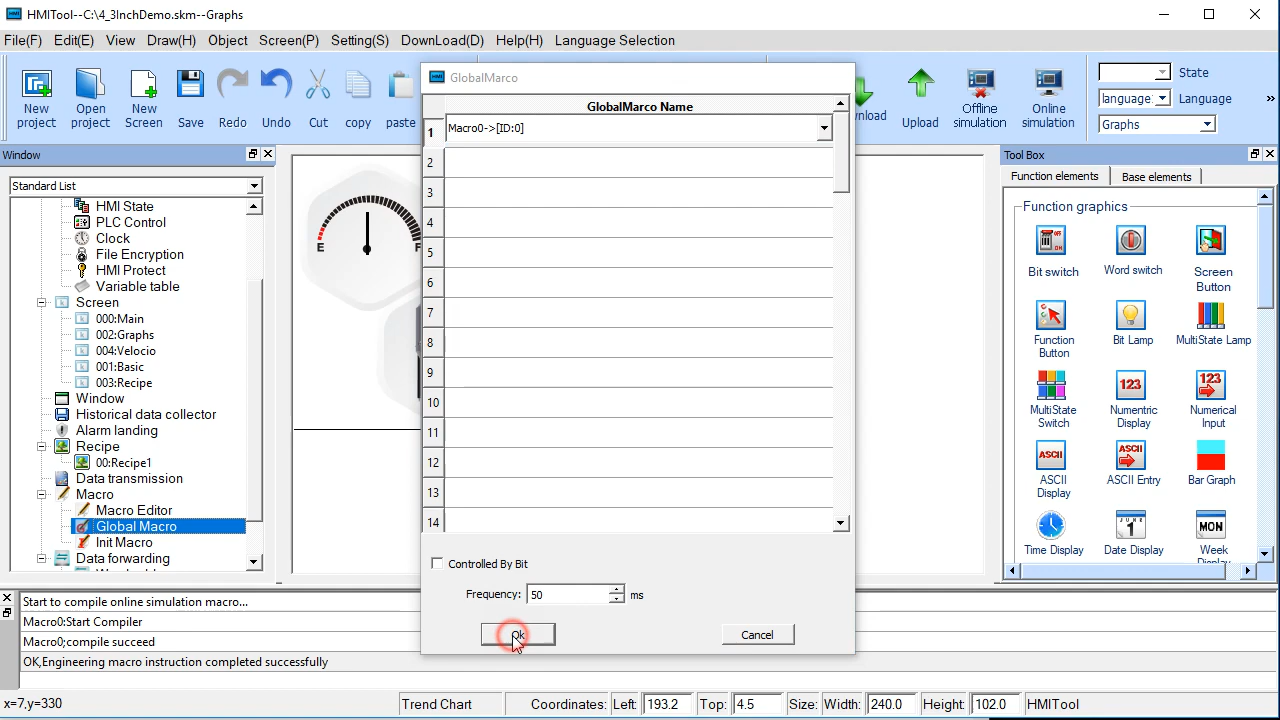 HMITool--C:\4_3InchDemo.skm--Graphs
File(F) Edit(E) View Draw(H) Object Screen(P) Setting(S) DownLoad(D) Help(H) Language Selection
New project
Open project
New Screen
Save
Redo
Undo
Cut
copy
paste
Upload
Offline simulation
Online simulation
State
language: Language
Graphs
»
Window
Standard List
HMI State
PLC Control
Clock
File Encryption
HMI Protect
Variable table
Screen
000:Main
002:Graphs
004:Velocio
001:Basic
003:Recipe
Window
Historical data collector
Alarm landing
Recipe
00:Recipe1
Data transmission
Macro
Macro Editor
Global Macro
Init Macro
Data forwarding
E F
GlobalMarco
GlobalMarco Name
1 Macro0->[ID:0]
2
3
4
5
6
7
8
9
10
11
12
13
14
Controlled By Bit
Frequency: 50 ms
Ok Cancel
Tool Box
Function elements Base elements
Function graphics
Bit switch
Word switch
Screen Button
Function Button
Bit Lamp
MultiState Lamp
MultiState Switch
123
Numerric Display
123
Numerical Input
ASCII
ASCII Display
ASCII
ASCII Entry
Bar Graph
Time Display
JUNE 1
Date Display
MON
Week
Start to compile online simulation macro...
Macro0:Start Compiler
Macro0;compile succeed
OK,Engineering macro instruction completed successfully
x=7,y=330 Trend Chart Coordinates: Left: 193.2 Top: 4.5 Size: Width: 240.0 Height: 102.0 HMITool